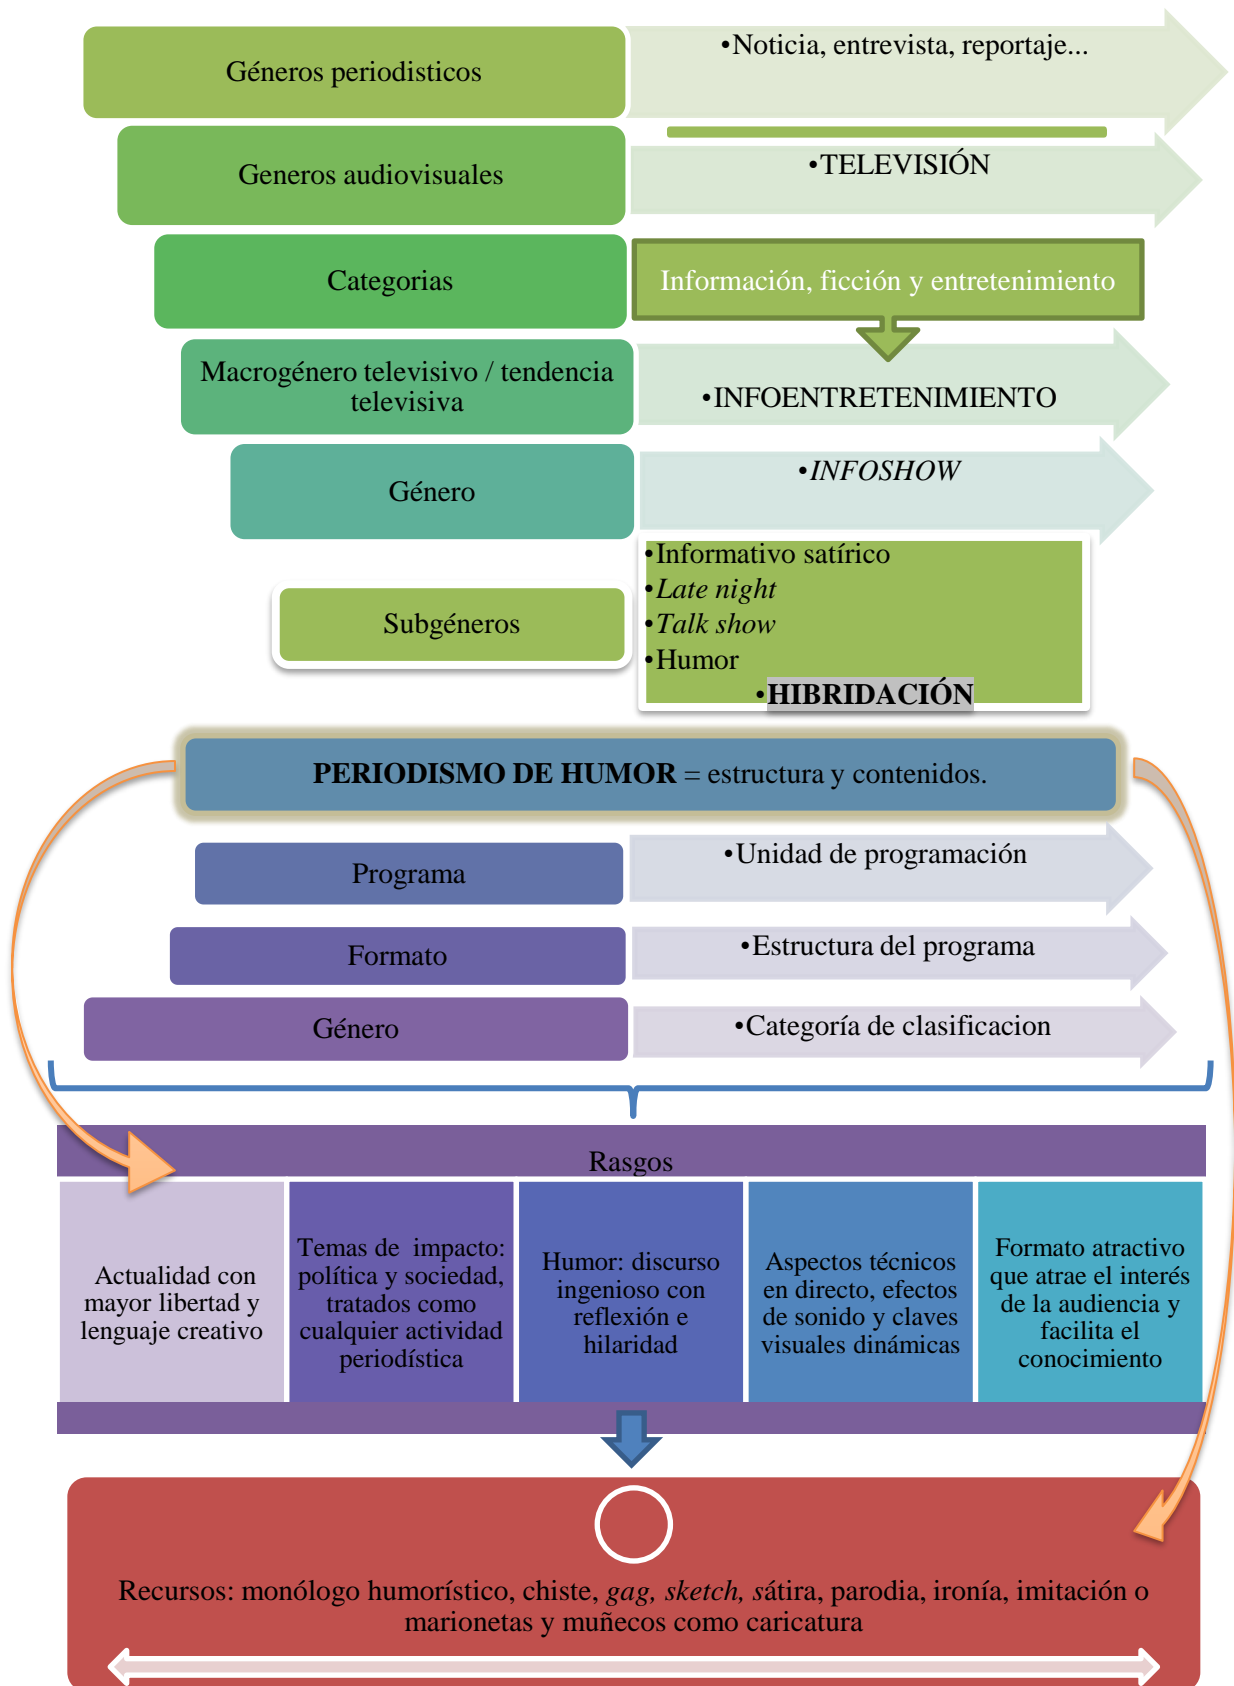 Géneros periodisticos
•Noticia, entrevista, reportaje...
Generos audiovisuales
•TELEVISIÓN
Categorias
Información, ficción y entretenimiento
Macrogénero televisivo / tendencia
televisiva
•INFOENTRETENIMIENTO
Género
•INFOSHOW
Subgéneros
•Informativo satírico
•Late night
•Talk show
•Humor
•HIBRIDACIÓN
PERIODISMO DE HUMOR = estructura y contenidos.
Programa
•Unidad de programación
Formato
•Estructura del programa
Género
•Categoría de clasificacion
Rasgos
Actualidad con
mayor libertad y
lenguaje creativo
Temas de  impacto:
política y sociedad,
tratados como
cualquier actividad
periodística
Humor: discurso
ingenioso con
reflexión e
hilaridad
Aspectos técnicos
en directo, efectos
de sonido y claves
visuales dinámicas
Formato atractivo
que atrae el interés
de la audiencia y
facilita el
conocimiento
Recursos: monólogo humorístico, chiste, gag, sketch, sátira, parodia, ironía, imitación o
marionetas y muñecos como caricatura